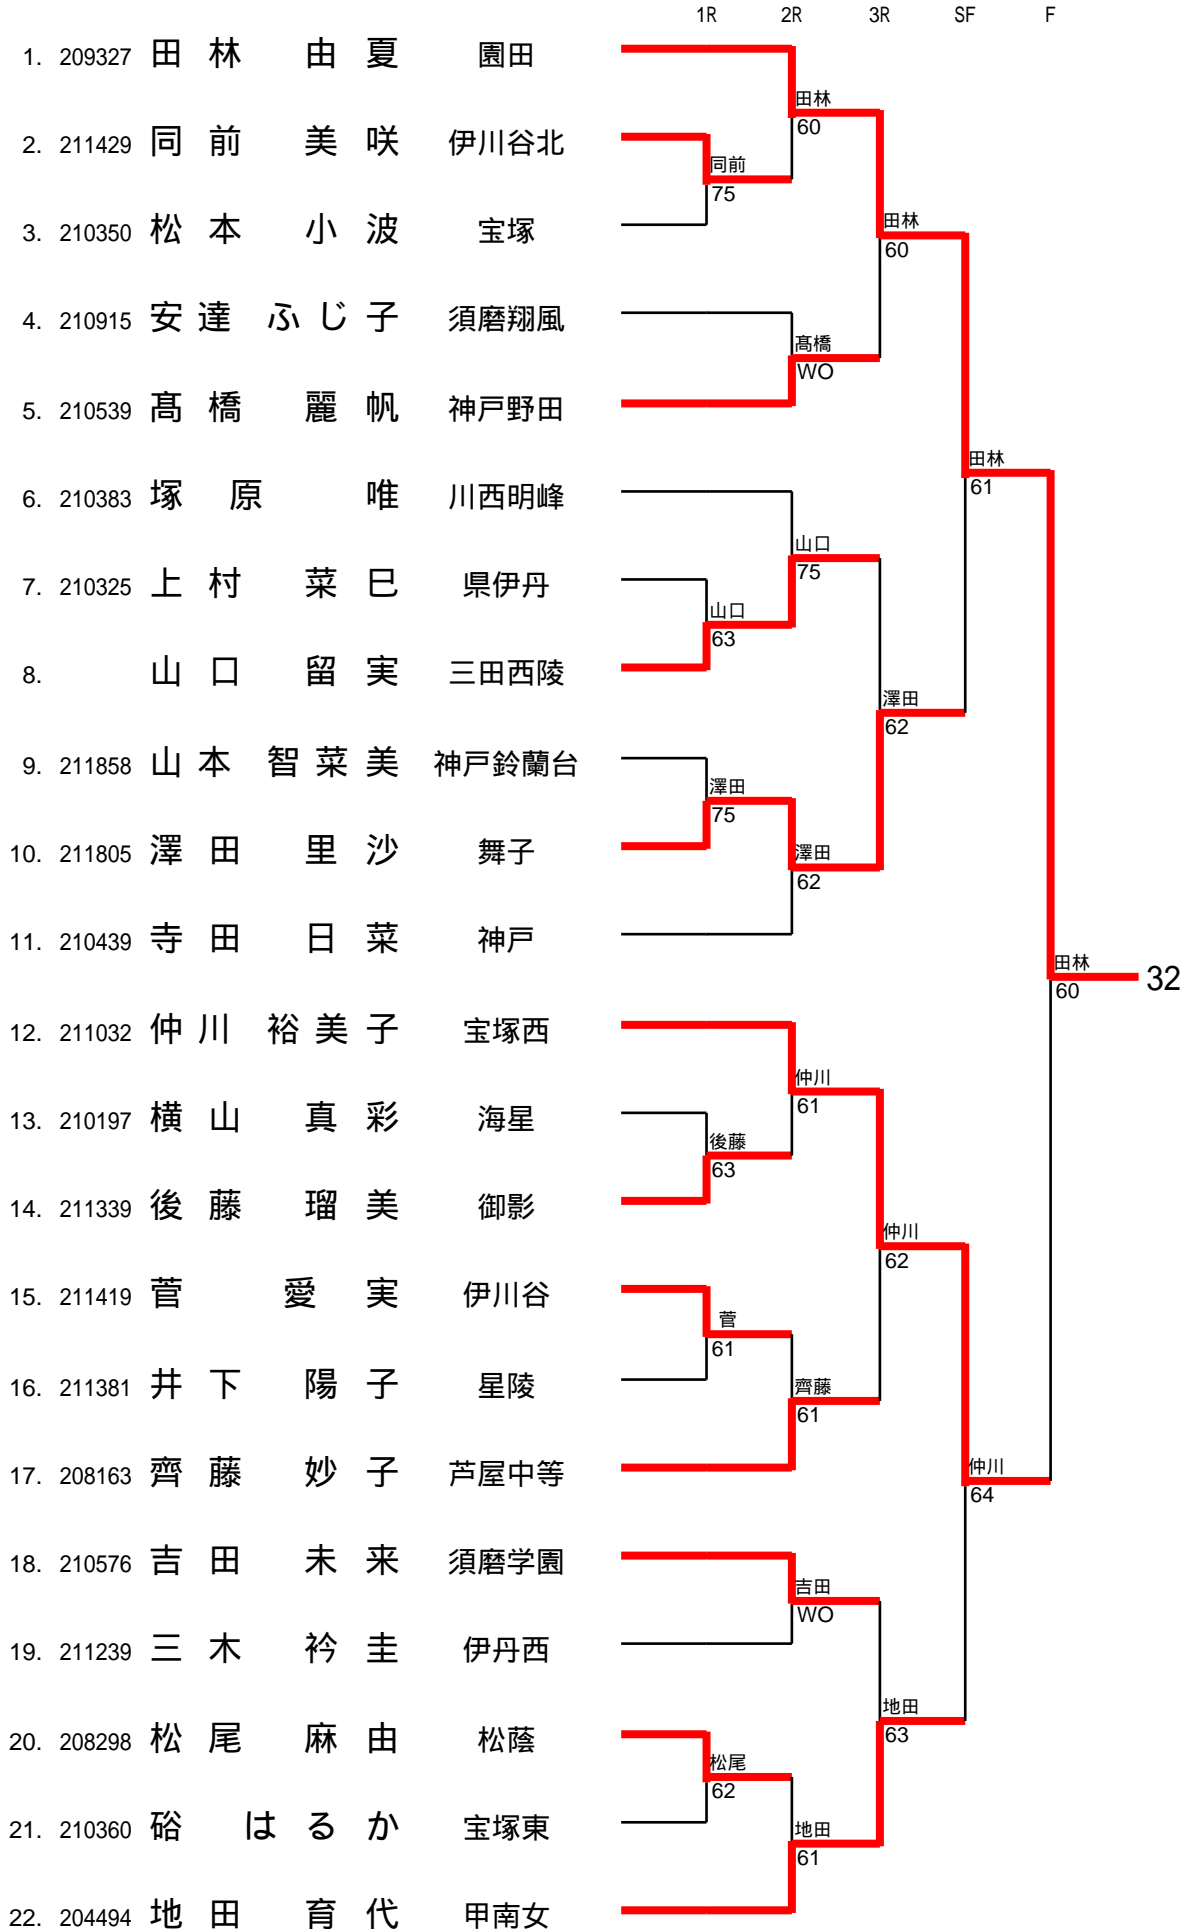 1R 2R 3R SF F
1. 209327 田林 由夏 園田
田林
60
2. 211429 同前 美咲 伊川谷北
同前
75
3. 210350 松本 小波 宝塚
田林
60
4. 210915 安達 ふじ子 須磨翔風
髙橋
WO
5. 210539 髙橋 麗帆 神戸野田
田林
61
6. 210383 塚原 唯 川西明峰
山口
75
7. 210325 上村 菜巳 県伊丹
山口
63
8. 山口 留実 三田西陵
澤田
62
9. 211858 山本 智菜美 神戸鈴蘭台
澤田
75
10. 211805 澤田 里沙 舞子
澤田
62
11. 210439 寺田 日菜 神戸
田林
60
32
12. 211032 仲川 裕美子 宝塚西
仲川
61
13. 210197 横山 真彩 海星
後藤
63
14. 211339 後藤 瑠美 御影
仲川
62
15. 211419 菅 愛実 伊川谷
菅
61
16. 211381 井下 陽子 星陵
齊藤
61
17. 208163 齊藤 妙子 芦屋中等
仲川
64
18. 210576 吉田 未来 須磨学園
吉田
WO
19. 211239 三木 衿圭 伊丹西
地田
63
20. 208298 松尾 麻由 松蔭
松尾
62
21. 210360 硲 はるか 宝塚東
地田
61
22. 204494 地田 育代 甲南女